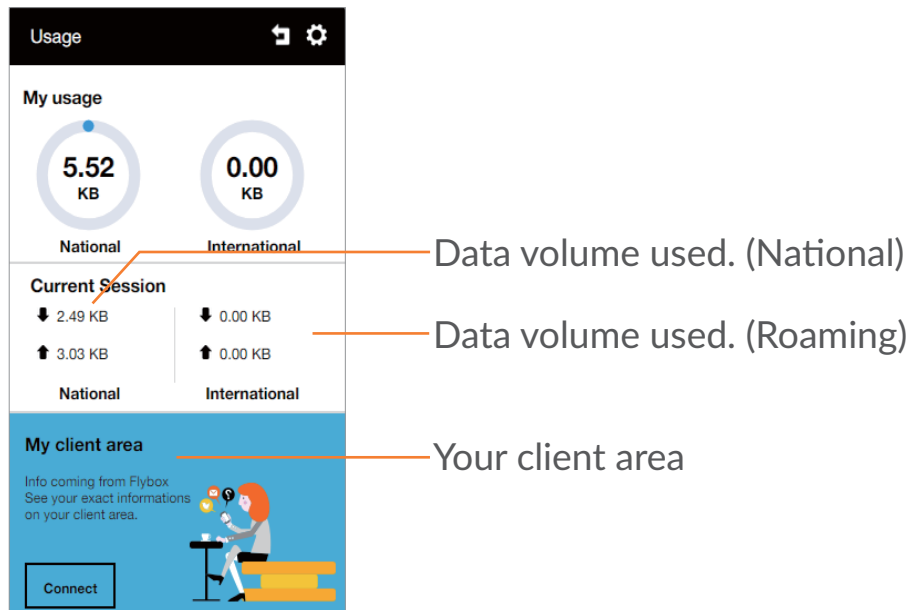 Usage
My usage
5.52
KB
0.00
KB
National
International
Data volume used. (National)
Current Session
2.49 KB
0.00 KB
Data volume used. (Roaming)
3.03 KB
0.00 KB
National
International
My client area
Your client area
Info coming from Flybox
See your exact informations
on your client area.
Connect